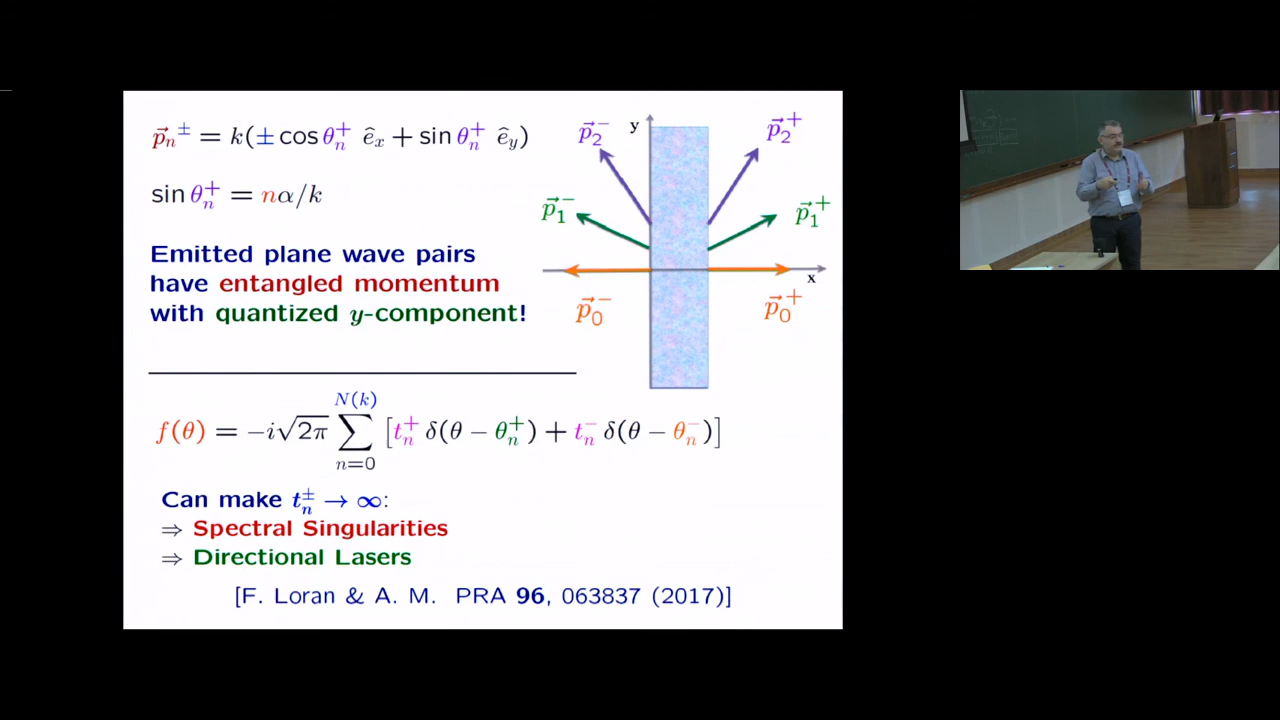 p⃗ₙ± = k(± cos θₙ⁺ êₓ + sin θₙ⁺ ê_y)
sin θₙ⁺ = nα/k
Emitted plane wave pairs
have entangled momentum
with quantized y-component!
y
p⃗₂⁻
p⃗₂⁺
p⃗₁⁻
p⃗₁⁺
x
p⃗₀⁻
p⃗₀⁺
f(θ) = −i√2π ∑ₙ₌₀^N(k) [tₙ⁺ δ(θ − θₙ⁺) + tₙ⁻ δ(θ − θₙ⁻)]
Can make tₙ± → ∞:
⇒ Spectral Singularities
⇒ Directional Lasers
[F. Loran & A. M. PRA 96, 063837 (2017)]